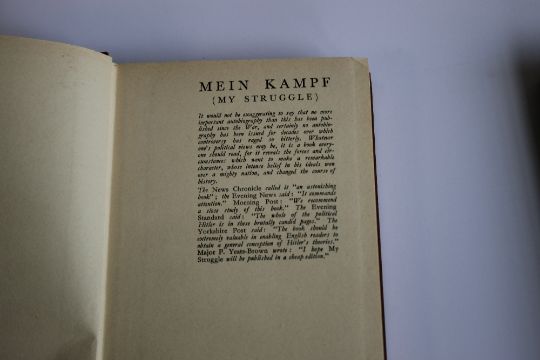 MEIN KAMPF
(MY STRUGGLE)
It would not be exaggerating to say that no more
important autobiography than this has been pub-
lished since the War, and certainly no autobio-
graphy has been issued for decades over which
controversy has raged so bitterly. Whatever
one's political views may be, it is a book every-
one should read, for it reveals the forces and cir-
cumstances which went to make a remarkable
character, whose intense belief in his ideals won
over a mighty nation, and changed the course of
history.
The News Chronicle called it "an astonishing
book"; the Evening News said: "It commands
attention." Morning Post: "We recommend
a close study of this book." The Evening
Standard said: "The whole of the political
Hitler is in these brutally candid pages." The
Yorkshire Post said: "The book should be
extremely valuable in enabling English readers to
obtain a general conception of Hitler's theories."
Major F. Yeats-Brown wrote: "I hope My
Struggle will be published in a cheap edition."